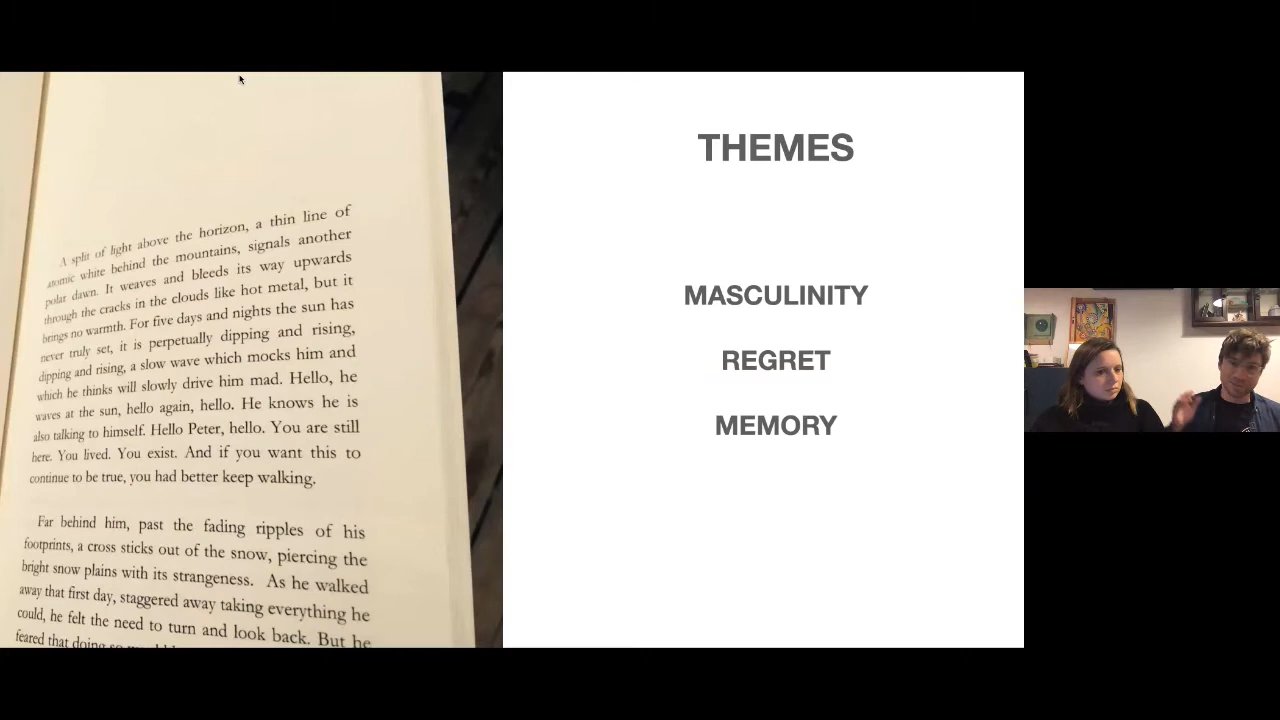 A split of light above the horizon, a thin line of
atomic white behind the mountains, signals another
polar dawn. It weaves and bleeds its way upwards
through the cracks in the clouds like hot metal, but it
brings no warmth. For five days and nights the sun has
never truly set, it is perpetually dipping and rising,
dipping and rising, a slow wave which mocks him and
which he thinks will slowly drive him mad. Hello, he
waves at the sun, hello again, hello. He knows he is
also talking to himself. Hello Peter, hello. You are still
here. You lived. You exist. And if you want this to
continue to be true, you had better keep walking.
Far behind him, past the fading ripples of his
footprints, a cross sticks out of the snow, piercing the
bright snow plains with its strangeness. As he walked
away that first day, staggered away taking everything he
could, he felt the need to turn and look back. But he
feared that doing
THEMES
MASCULINITY
REGRET
MEMORY